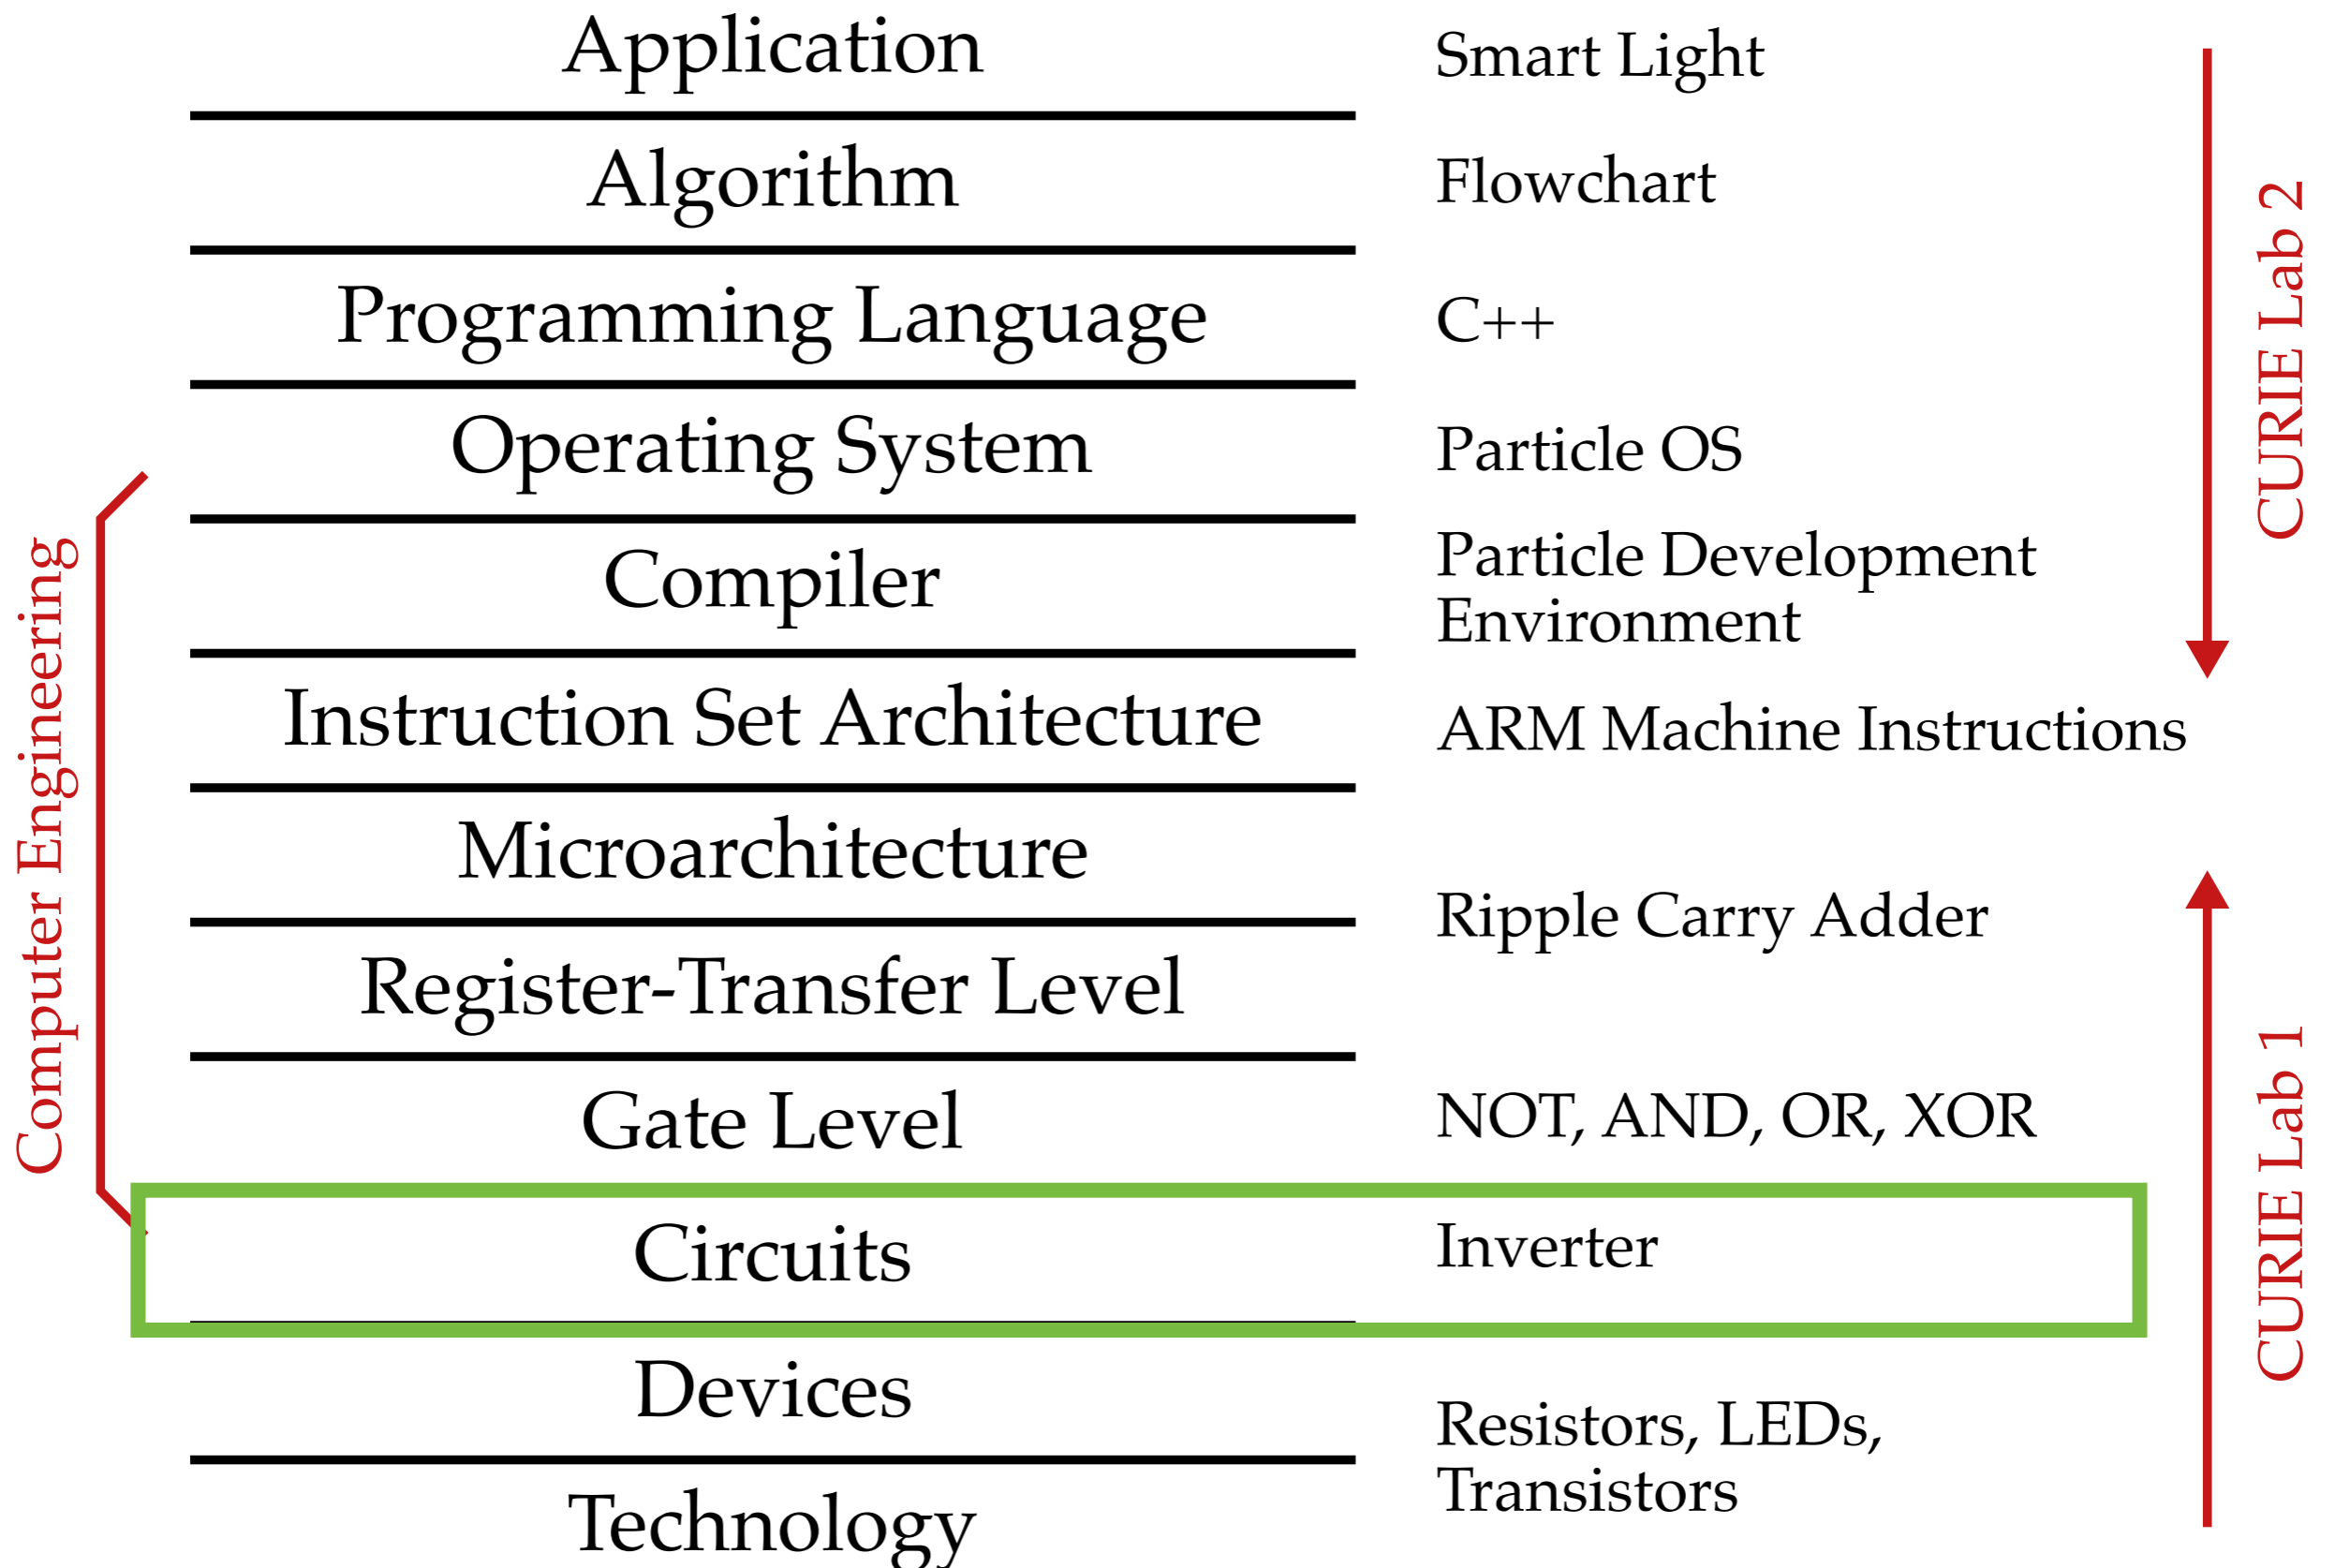 Application
Smart Light
Algorithm
Flowchart
Programming Language
C++
Operating System
Particle OS
Compiler
Particle Development
Environment
Instruction Set Architecture
ARM Machine Instructions
Microarchitecture
Ripple Carry Adder
Register-Transfer Level
Gate Level
NOT, AND, OR, XOR
Circuits
Inverter
Devices
Resistors, LEDs,
Transistors
Technology
Computer Engineering
CURIE Lab 2
CURIE Lab 1